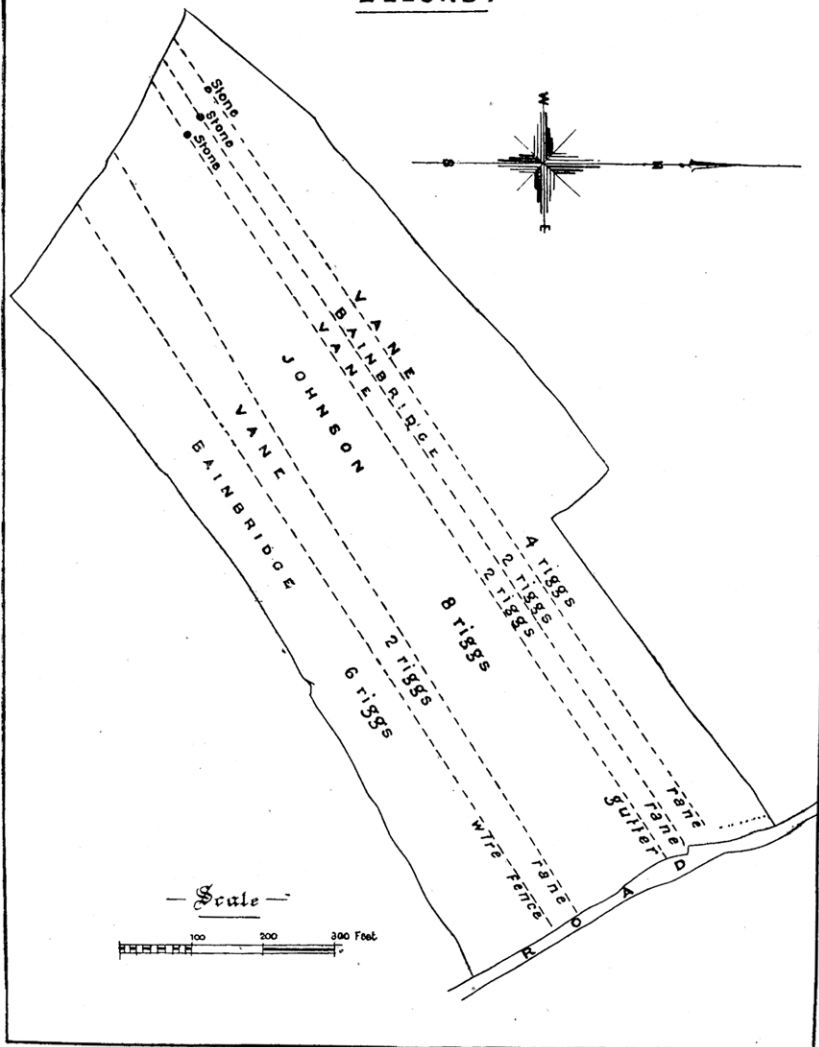 Stone
Stone
Stone
W
S
N
E
VANE
BAINBRIDGE
VANE
JOHNSON
VANE
BAINBRIDGE
4 riggs
2 riggs
2 riggs
8 riggs
2 riggs
6 riggs
rane
rane
gutter
rane
wire fence
ROAD
— Scale —
100 200 300 Feet